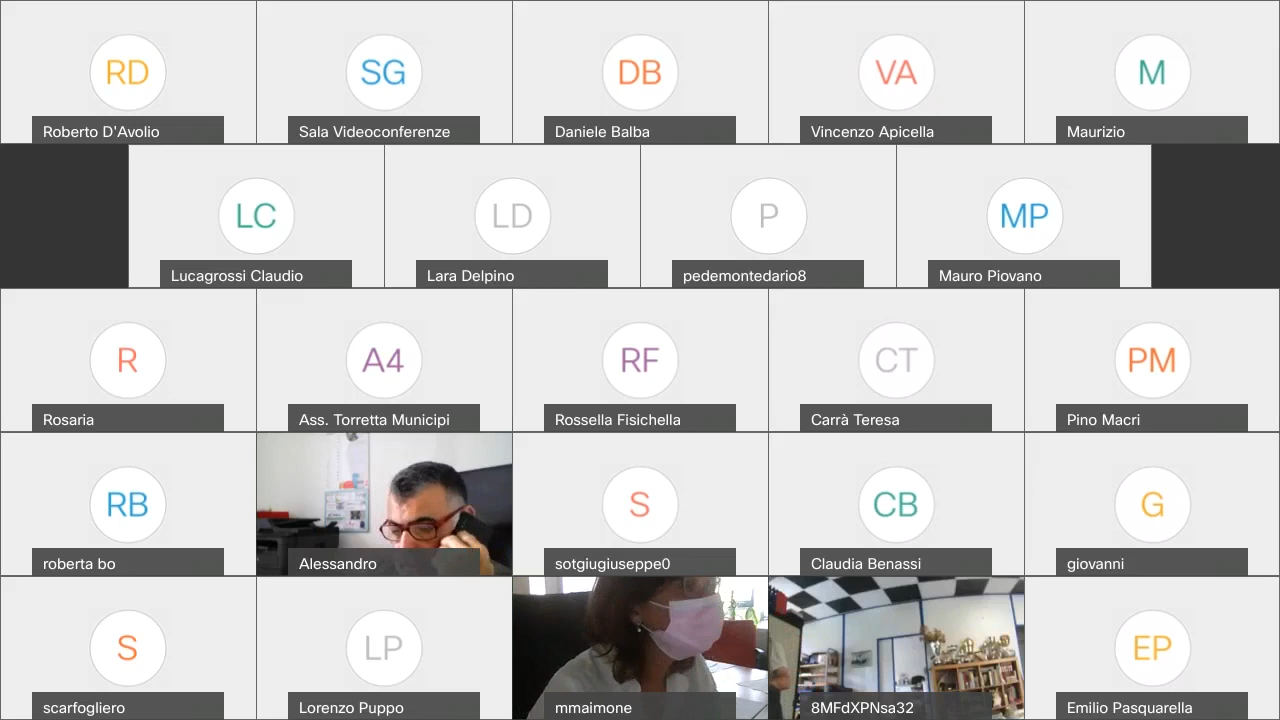 RD
SG
DB
VA
M
Roberto D'Avolio
Sala Videoconferenze
Daniele Balba
Vincenzo Apicella
Maurizio
LC
LD
P
MP
Lucagrossi Claudio
Lara Delpino
pedemontedario8
Mauro Piovano
R
A4
RF
CT
PM
Rosaria
Ass. Torretta Municipi
Rossella Fisichella
Carrà Teresa
Pino Macri
RB
S
CB
G
roberta bo
Alessandro
sotgiugiuseppe0
Claudia Benassi
giovanni
S
LP
EP
scarfogliero
Lorenzo Puppo
mmaimone
8MFdXPNsa32
Emilio Pasquarella